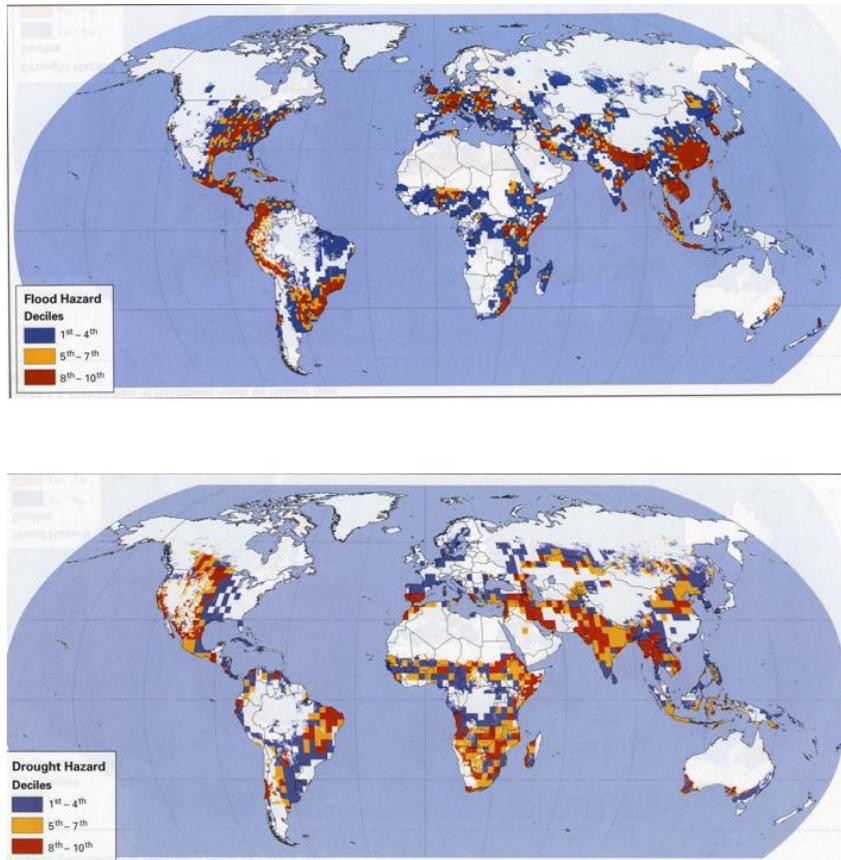 Flood Hazard
Deciles
1st – 4th
5th – 7th
8th – 10th
Drought Hazard
Deciles
1st – 4th
5th – 7th
8th – 10th